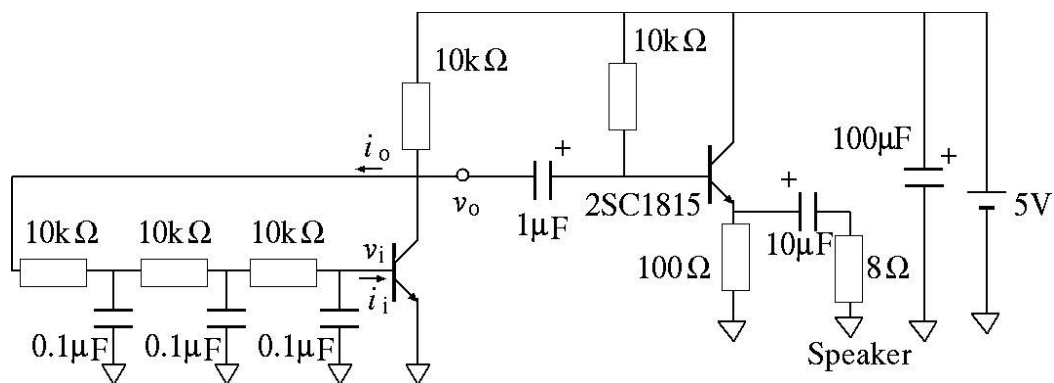 10kΩ
10kΩ
i o
v o
1μF
+
2SC1815
100μF
+
5V
10kΩ 10kΩ 10kΩ
v i
i i
+
10μF
100Ω
8Ω
0.1μF 0.1μF 0.1μF
Speaker